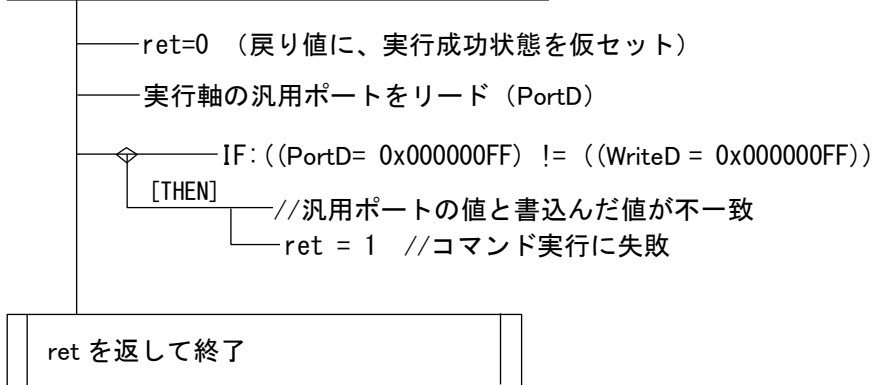 ret=0 （戻り値に、実行成功状態を仮セット）
実行軸の汎用ポートをリード（PortD）
IF:((PortD= 0x000000FF) != ((WriteD = 0x000000FF))
[THEN]
//汎用ポートの値と書込んだ値が不一致
ret = 1 //コマンド実行に失敗
ret を返して終了